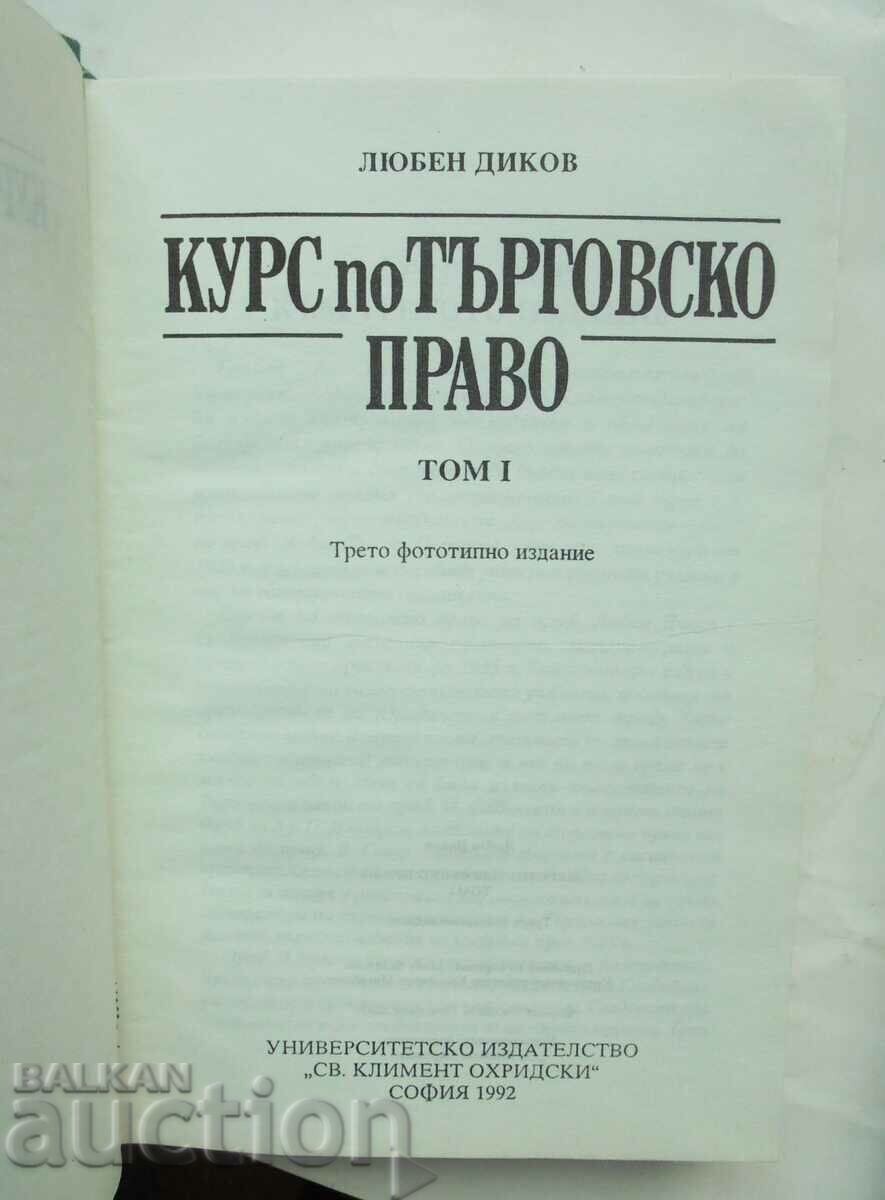 ЛЮБЕН ДИКОВ
КУРС по ТЪРГОВСКО
ПРАВО
ТОМ I
Трето фототипно издание
УНИВЕРСИТЕТСКО ИЗДАТЕЛСТВО
„СВ. КЛИМЕНТ ОХРИДСКИ“
СОФИЯ 1992
BALKAN
auction